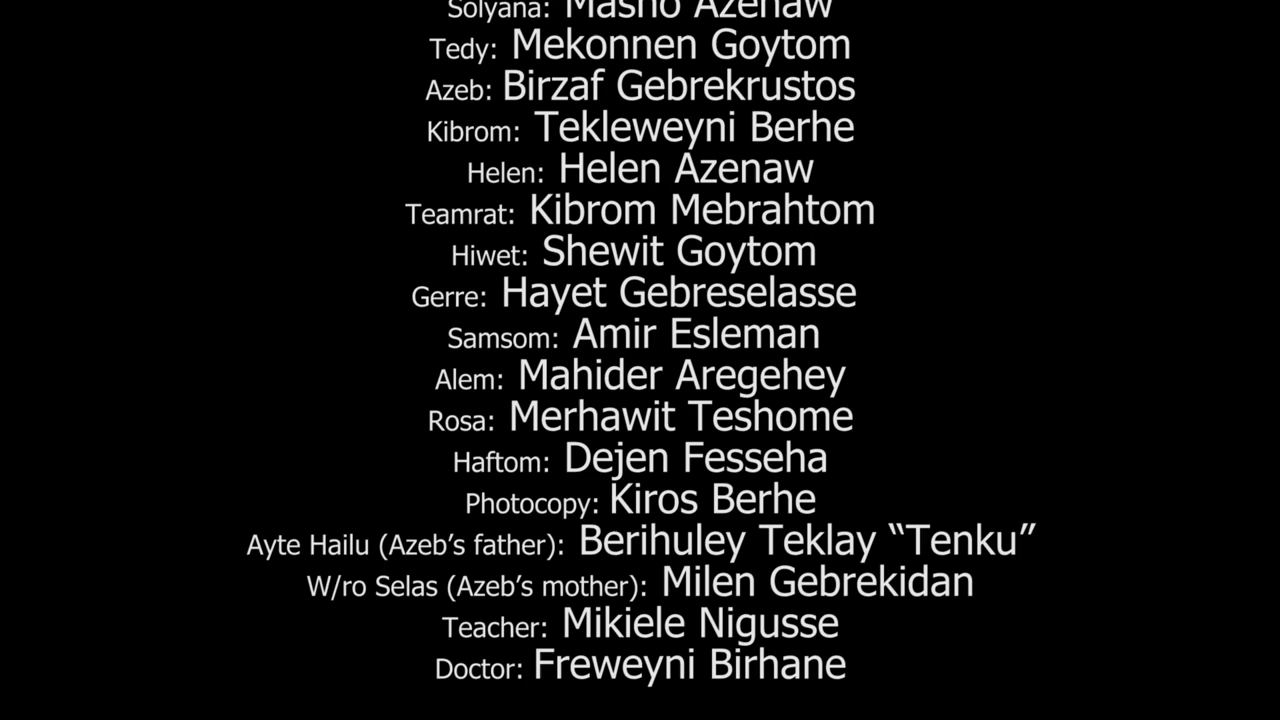 Solyana: Masho Azenaw
Tedy: Mekonnen Goytom
Azeb: Birzaf Gebrekrustos
Kibrom: Tekleweyni Berhe
Helen: Helen Azenaw
Teamrat: Kibrom Mebrahtom
Hiwet: Shewit Goytom
Gerre: Hayet Gebreselasse
Samsom: Amir Esleman
Alem: Mahider Aregehey
Rosa: Merhawit Teshome
Haftom: Dejen Fesseha
Photocopy: Kiros Berhe
Ayte Hailu (Azeb’s father): Berihuley Teklay “Tenku”
W/ro Selas (Azeb’s mother): Milen Gebrekidan
Teacher: Mikiele Nigusse
Doctor: Freweyni Birhane